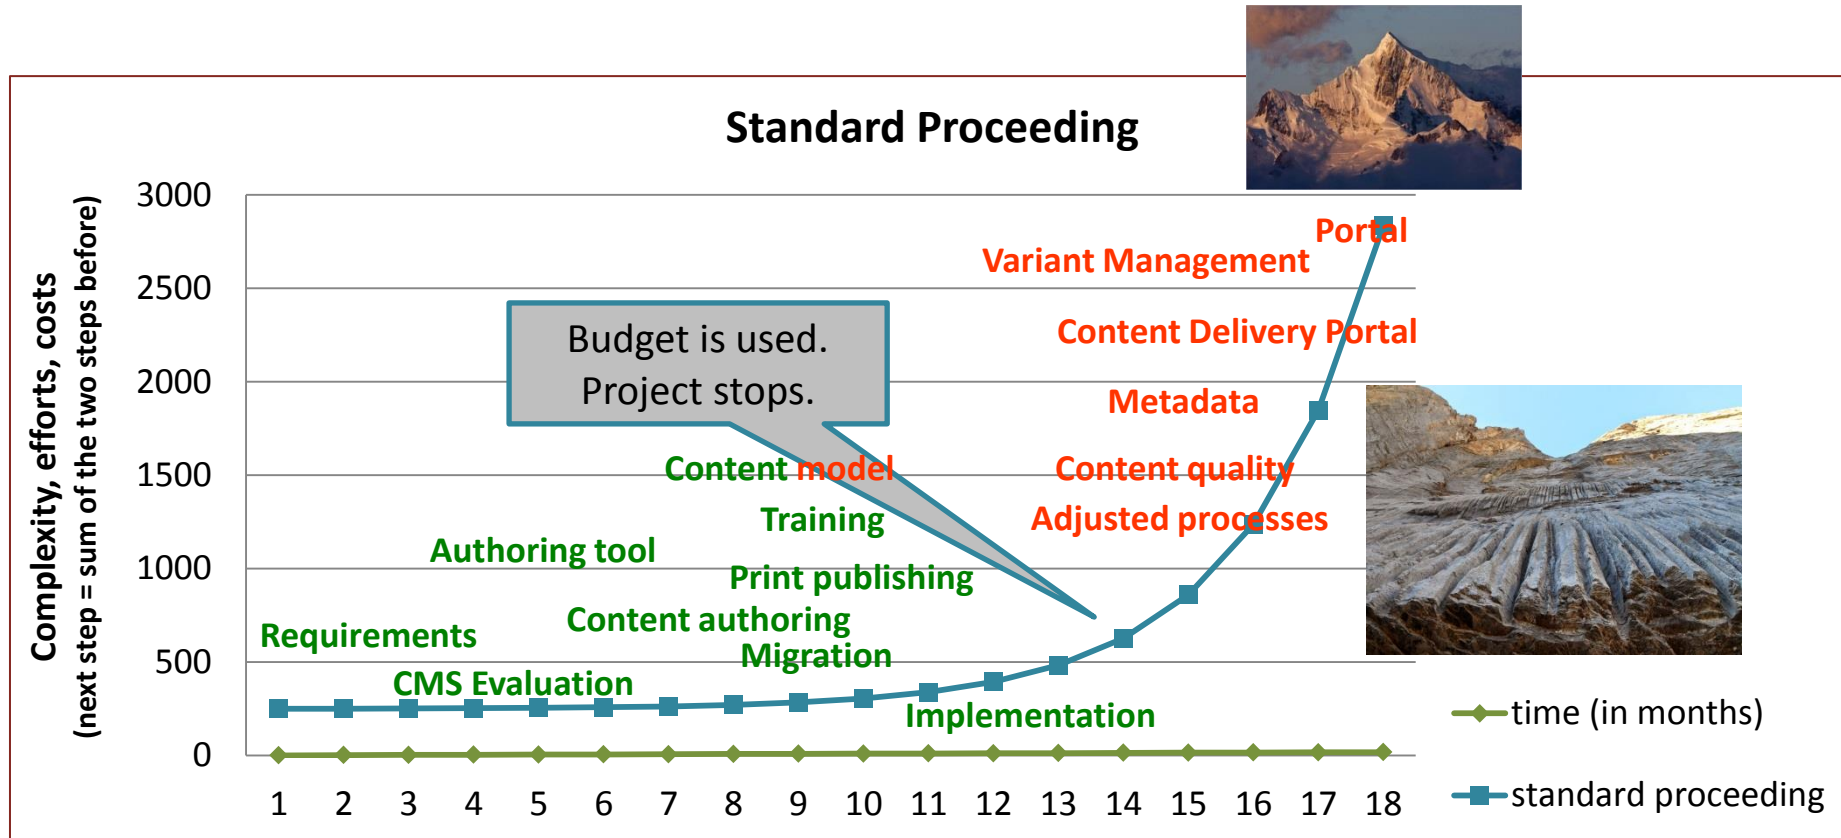 Standard Proceeding
Complexity, efforts, costs
(next step = sum of the two steps before)
3000
2500
2000
1500
1000
500
0
Portal
Variant Management
Budget is used.
Project stops.
Content Delivery Portal
Metadata
Content model
Content quality
Training
Adjusted processes
Authoring tool
Print publishing
Content authoring
Requirements
Migration
CMS Evaluation
Implementation
time (in months)
standard proceeding
1 2 3 4 5 6 7 8 9 10 11 12 13 14 15 16 17 18